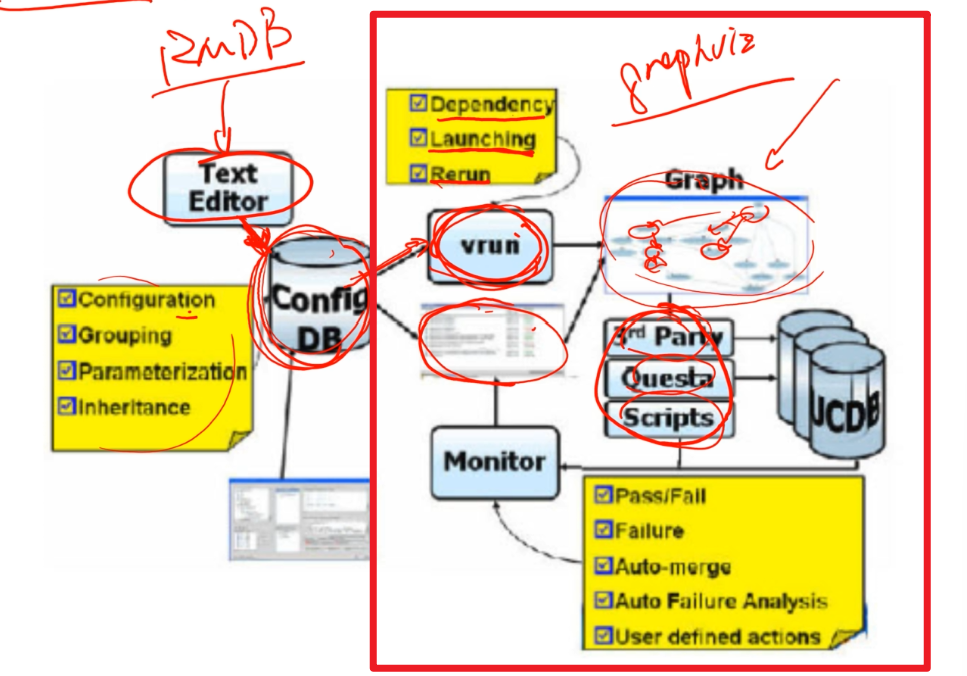 RMDB
graphviz
Dependency
Launching
Rerun
Text
Editor
Graph
vrun
Configuration
Grouping
Parameterization
Inheritance
Config
DB
3rd Party
Questa
Scripts
UCDB
Monitor
Pass/Fail
Failure
Auto-merge
Auto Failure Analysis
User defined actions